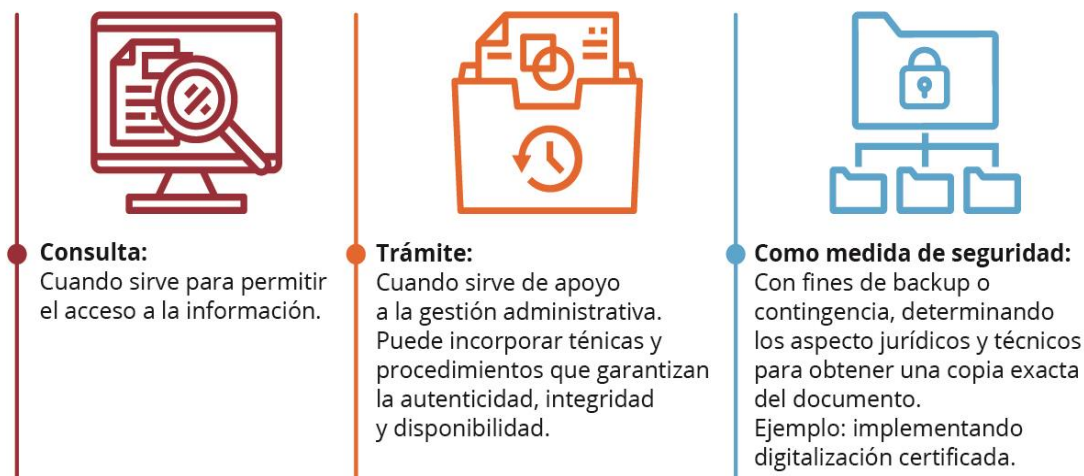 Consulta:
Cuando sirve para permitir
el acceso a la información.
Trámite:
Cuando sirve de apoyo
a la gestión administrativa.
Puede incorporar ténicas y
procedimientos que garantizan
la autenticidad, integridad
y disponibilidad.
Como medida de seguridad:
Con fines de backup o
contingencia, determinando
los aspecto jurídicos y técnicos
para obtener una copia exacta
del documento.
Ejemplo: implementando
digitalización certificada.